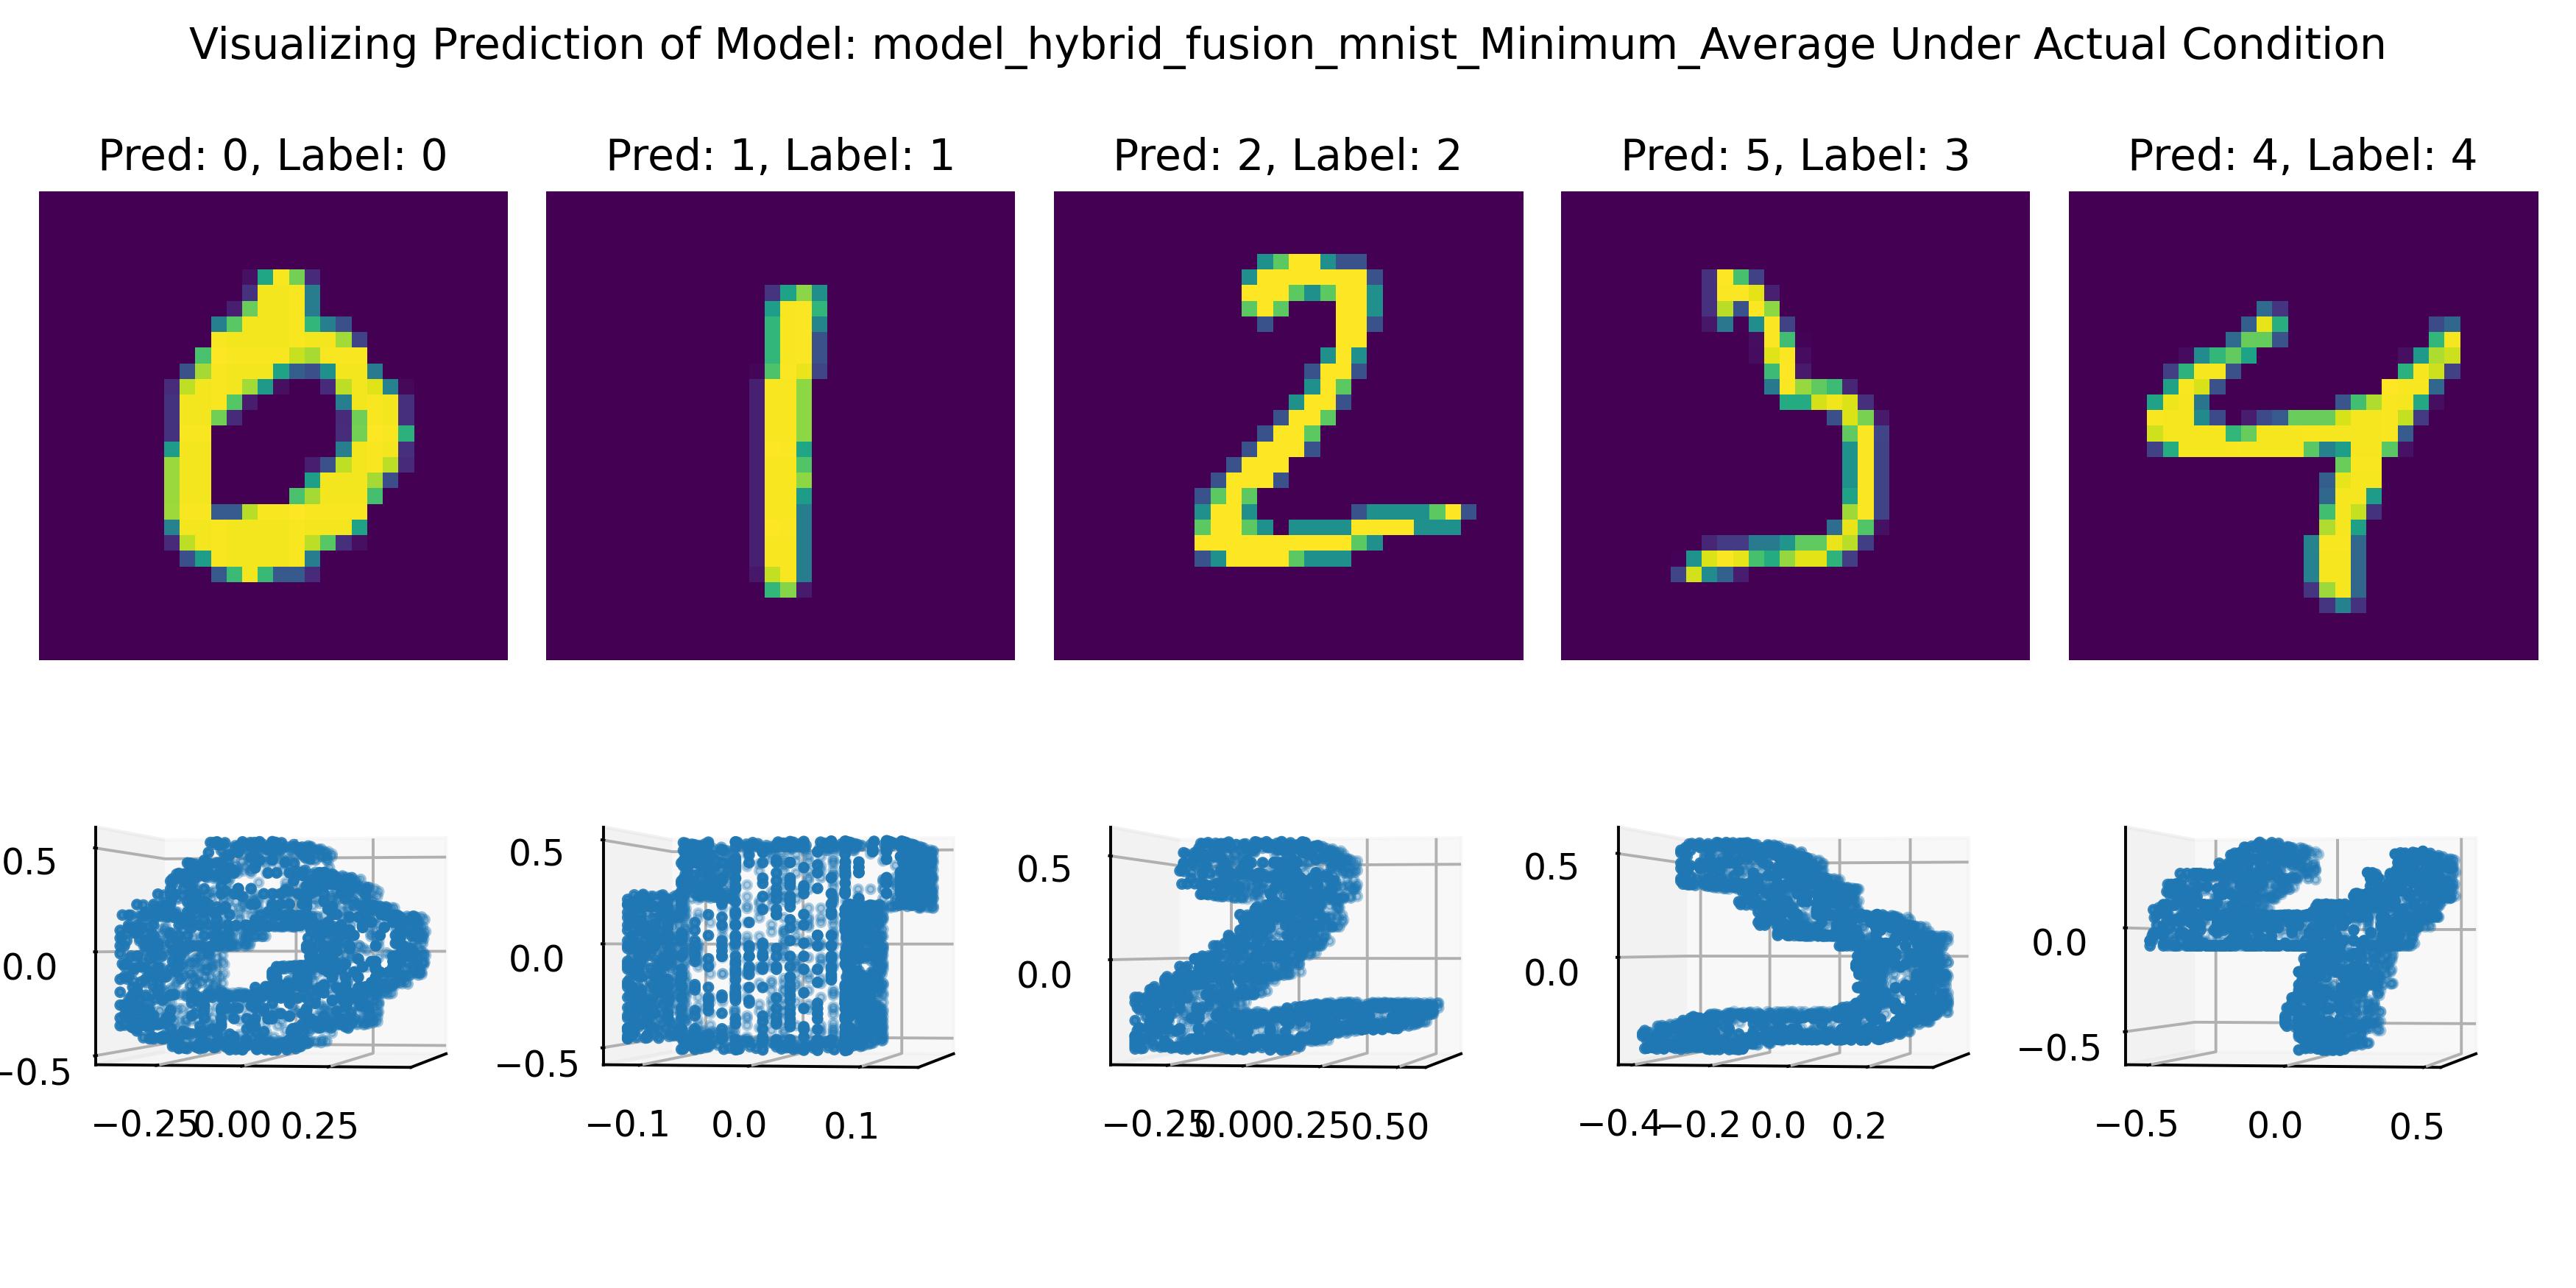 Visualizing Prediction of Model: model_hybrid_fusion_mnist_Minimum_Average Under Actual Condition
Pred: 0, Label: 0
Pred: 1, Label: 1
Pred: 2, Label: 2
Pred: 5, Label: 3
Pred: 4, Label: 4
0.5
0.0
−0.5
−0.25 0.00 0.25
0.5
0.0
−0.5
−0.1 0.0 0.1
0.5
0.0
−0.25 0.00 0.25 0.50
0.5
0.0
−0.4 −0.2 0.0 0.2
0.0
−0.5
−0.5 0.0 0.5